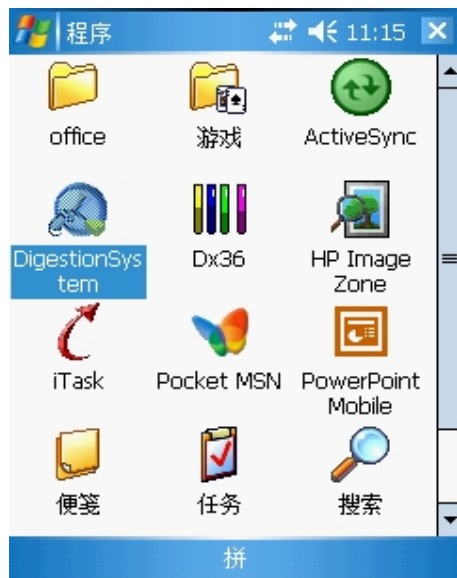 程序
11:15
office
游戏
ActiveSync
DigestionSys
tem
Dx36
HP Image
Zone
iTask
Pocket MSN
PowerPoint
Mobile
便笺
任务
搜索
拼